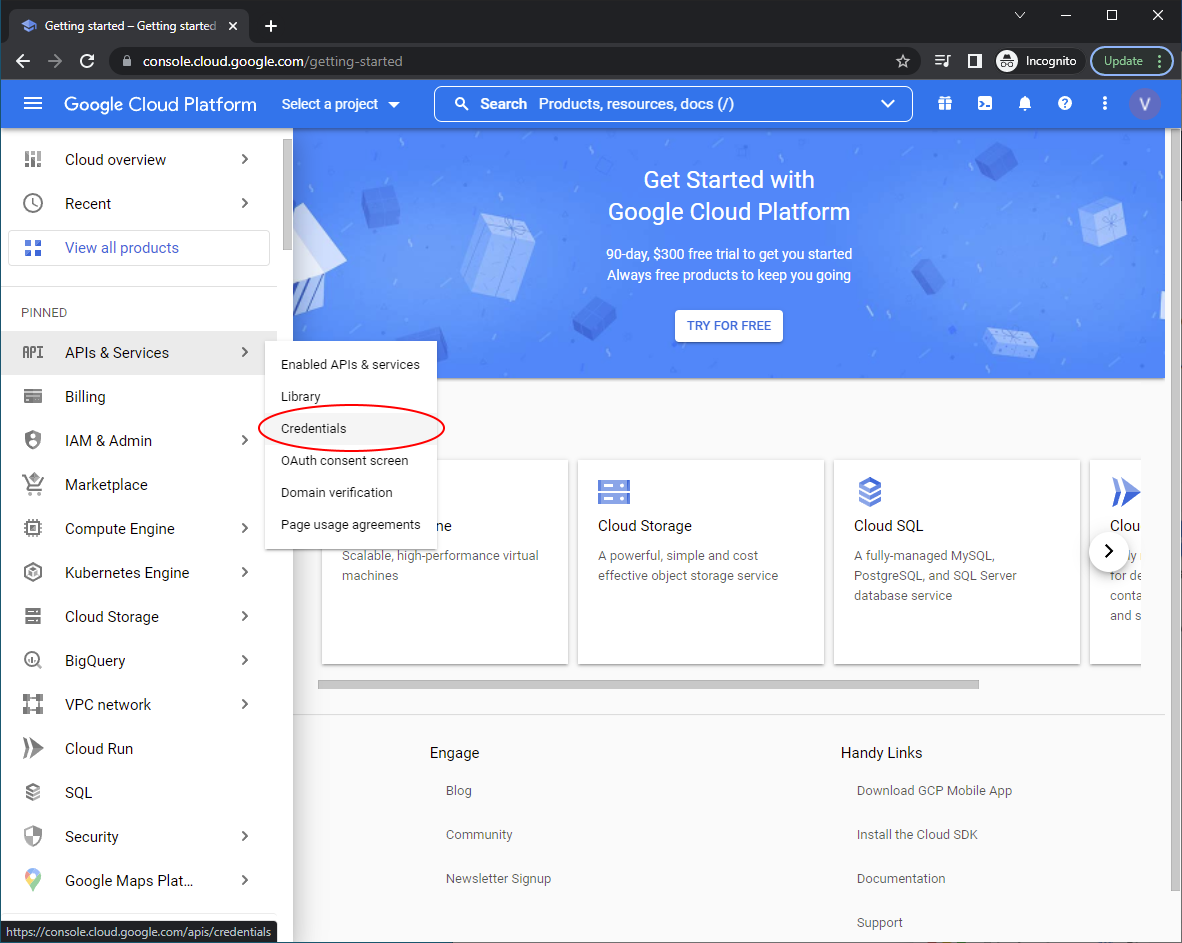 Getting started – Getting started
console.cloud.google.com/getting-started
Incognito
Update
Google Cloud Platform
Select a project
Search Products, resources, docs (/)
V
Cloud overview
Recent
View all products
PINNED
API APIs & Services
Billing
IAM & Admin
Marketplace
Compute Engine
Kubernetes Engine
Cloud Storage
BigQuery
VPC network
Cloud Run
SQL
Security
Google Maps Plat...
Enabled APIs & services
Library
Credentials
OAuth consent screen
Domain verification
Page usage agreements
Get Started with
Google Cloud Platform
90-day, $300 free trial to get you started
Always free products to keep you going
TRY FOR FREE
Scalable, high-performance virtual
machines
Cloud Storage
A powerful, simple and cost
effective object storage service
Cloud SQL
A fully-managed MySQL,
PostgreSQL, and SQL Server
database service
Clou
for de
conta
and s
Engage
Blog
Community
Newsletter Signup
Handy Links
Download GCP Mobile App
Install the Cloud SDK
Documentation
Support
https://console.cloud.google.com/apis/credentials